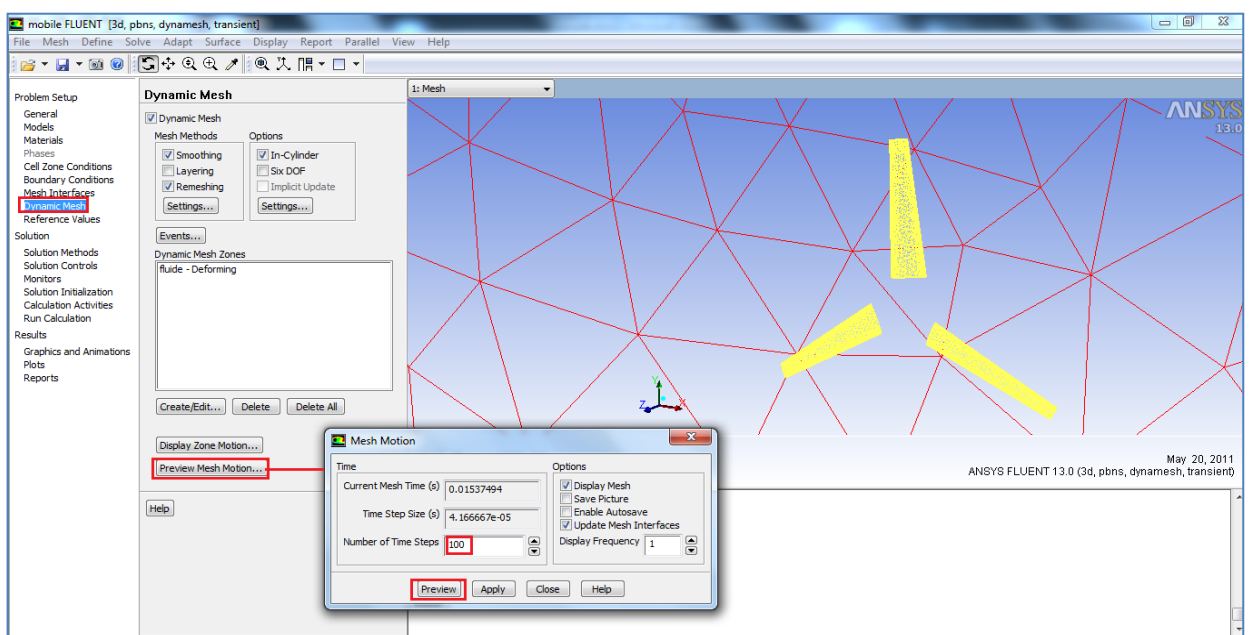 mobile FLUENT [3d, pbns, dynamesh, transient]
File Mesh Define Solve Adapt Surface Display Report Parallel View Help
Problem Setup
General
Models
Materials
Phases
Cell Zone Conditions
Boundary Conditions
Mesh Interfaces
Dynamic Mesh
Reference Values
Solution
Solution Methods
Solution Controls
Monitors
Solution Initialization
Calculation Activities
Run Calculation
Results
Graphics and Animations
Plots
Reports
Dynamic Mesh
Dynamic Mesh
Mesh Methods Options
Smoothing In-Cylinder
Layering Six DOF
Remeshing Implicit Update
Settings... Settings...
Events...
Dynamic Mesh Zones
fluide - Deforming
Create/Edit... Delete Delete All
Display Zone Motion...
Preview Mesh Motion...
Help
1: Mesh
ANSYS
13.0
Y
Z X
May 20, 2011
ANSYS FLUENT 13.0 (3d, pbns, dynamesh, transient)
Mesh Motion
Time
Current Mesh Time (s) 0.01537494
Time Step Size (s) 4.166667e-05
Number of Time Steps 100
Options
Display Mesh
Save Picture
Enable Autosave
Update Mesh Interfaces
Display Frequency 1
Preview Apply Close Help